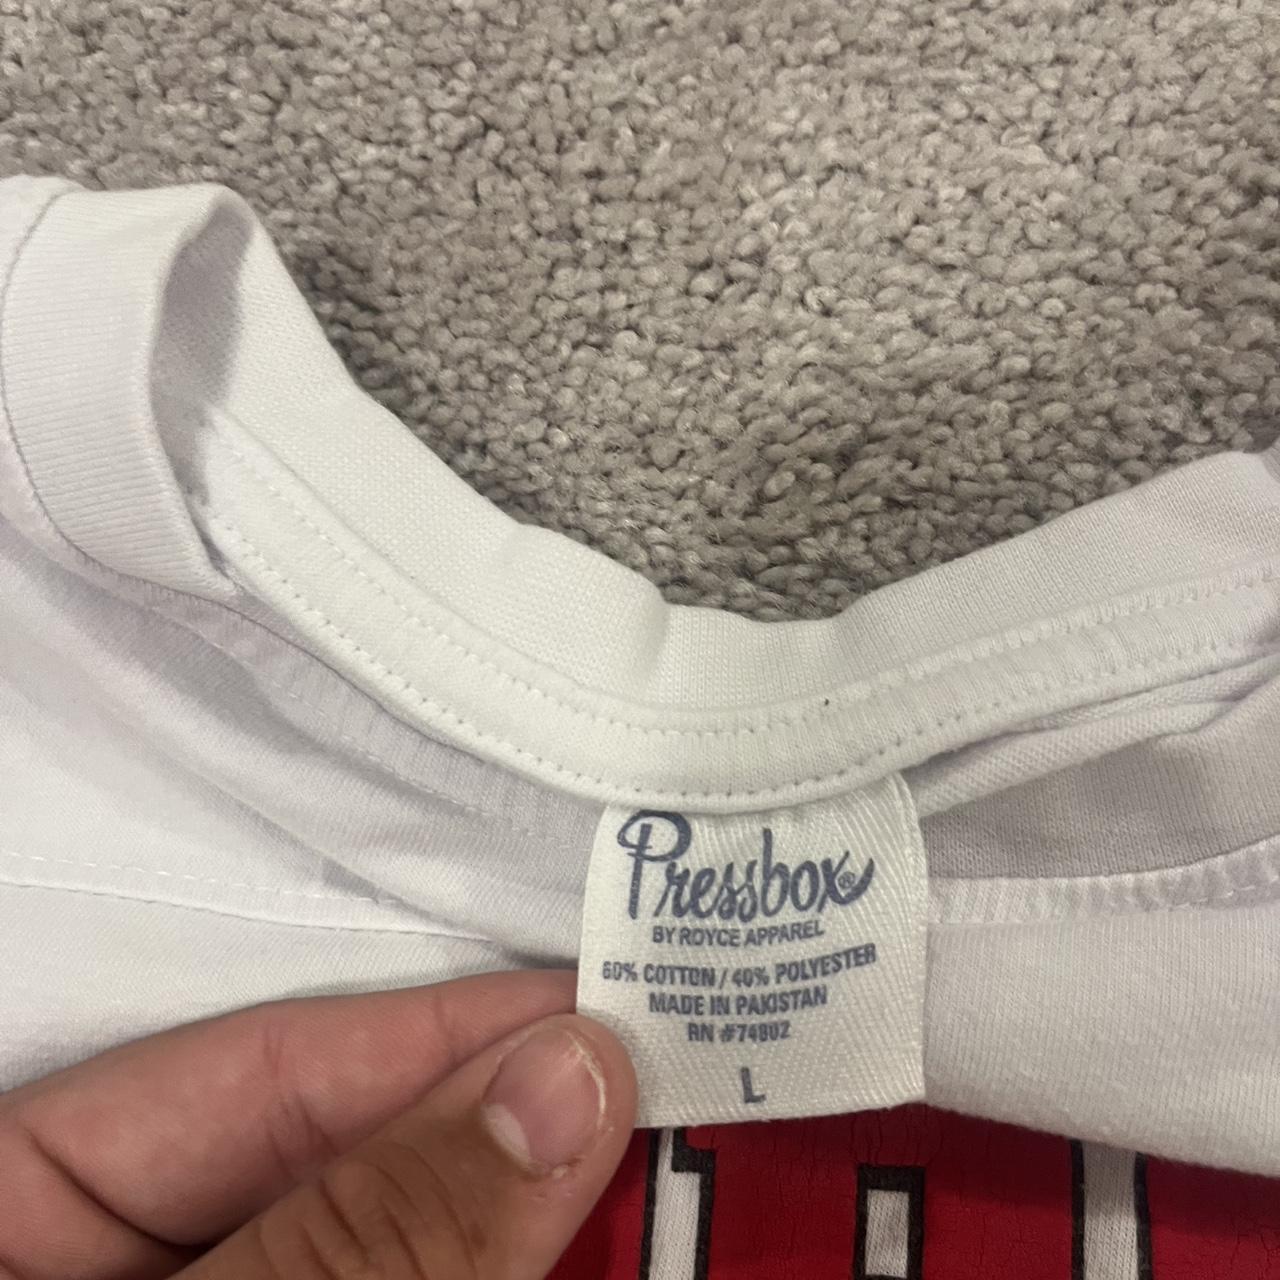 Pressbox®
BY ROYCE APPAREL
60% COTTON / 40% POLYESTER
MADE IN PAKISTAN
RN #74802
L